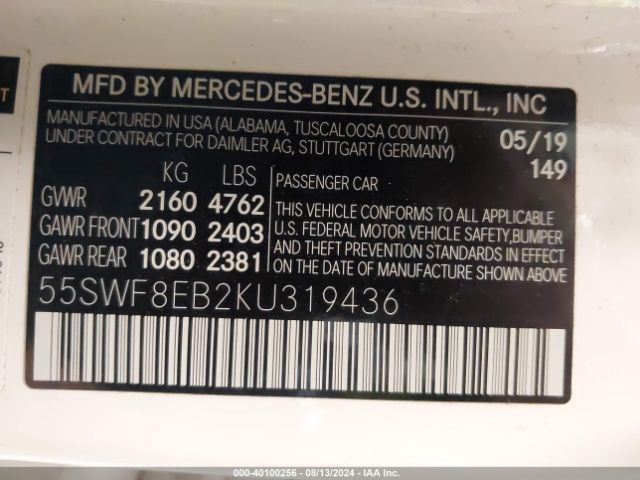 MFD BY MERCEDES-BENZ U.S. INTL., INC
MANUFACTURED IN USA (ALABAMA, TUSCALOOSA COUNTY)
UNDER CONTRACT FOR DAIMLER AG, STUTTGART (GERMANY)
05/19
149
KG LBS
GVWR 2160 4762
GAWR FRONT 1090 2403
GAWR REAR 1080 2381
PASSENGER CAR
THIS VEHICLE CONFORMS TO ALL APPLICABLE
U.S. FEDERAL MOTOR VEHICLE SAFETY, BUMPER
AND THEFT PREVENTION STANDARDS IN EFFECT
ON THE DATE OF MANUFACTURE SHOWN ABOVE.
55SWF8EB2KU319436
#STOCK: 40100256 - 08/13/2024 - IAA Inc.